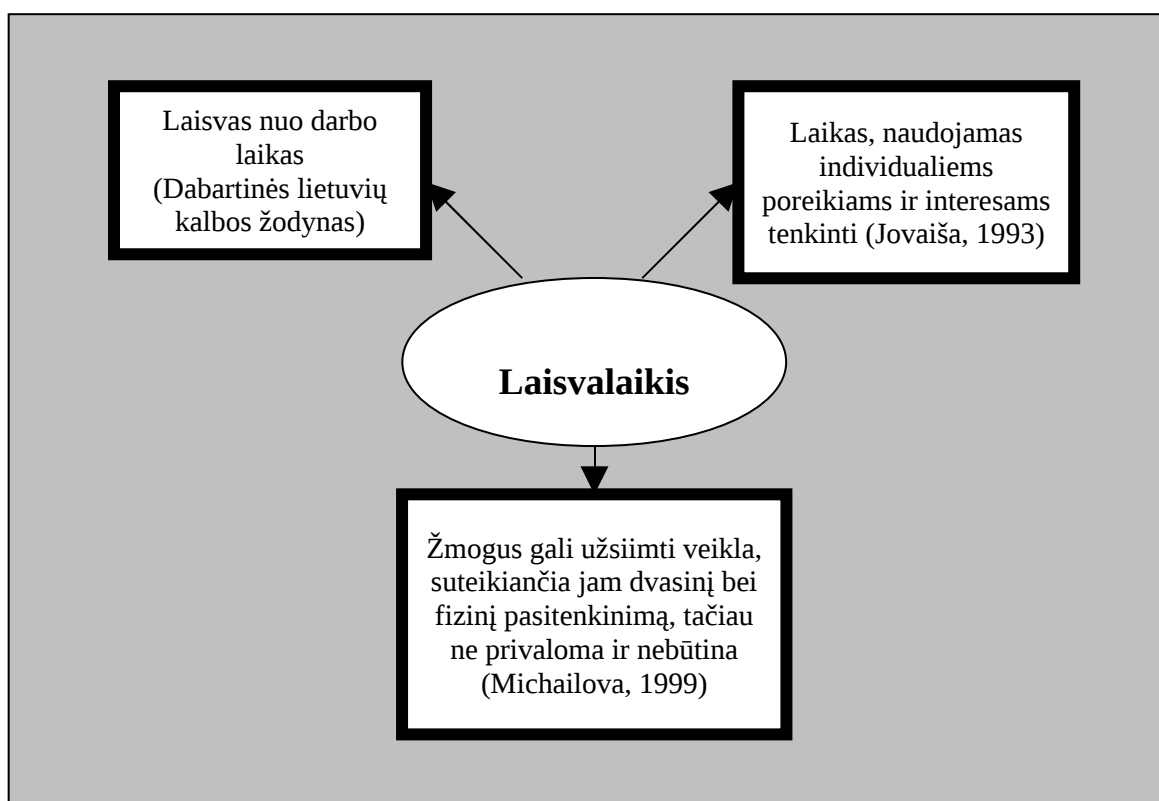 Laisvas nuo darbo
laikas
(Dabartinės lietuvių
kalbos žodynas)
Laikas, naudojamas
individualiems
poreikiams ir interesams
tenkinti (Jovaiša, 1993)
Laisvalaikis
Žmogus gali užsiimti veikla,
suteikiančia jam dvasinį bei
fizinį pasitenkinimą, tačiau
ne privaloma ir nebūtina
(Michailova, 1999)